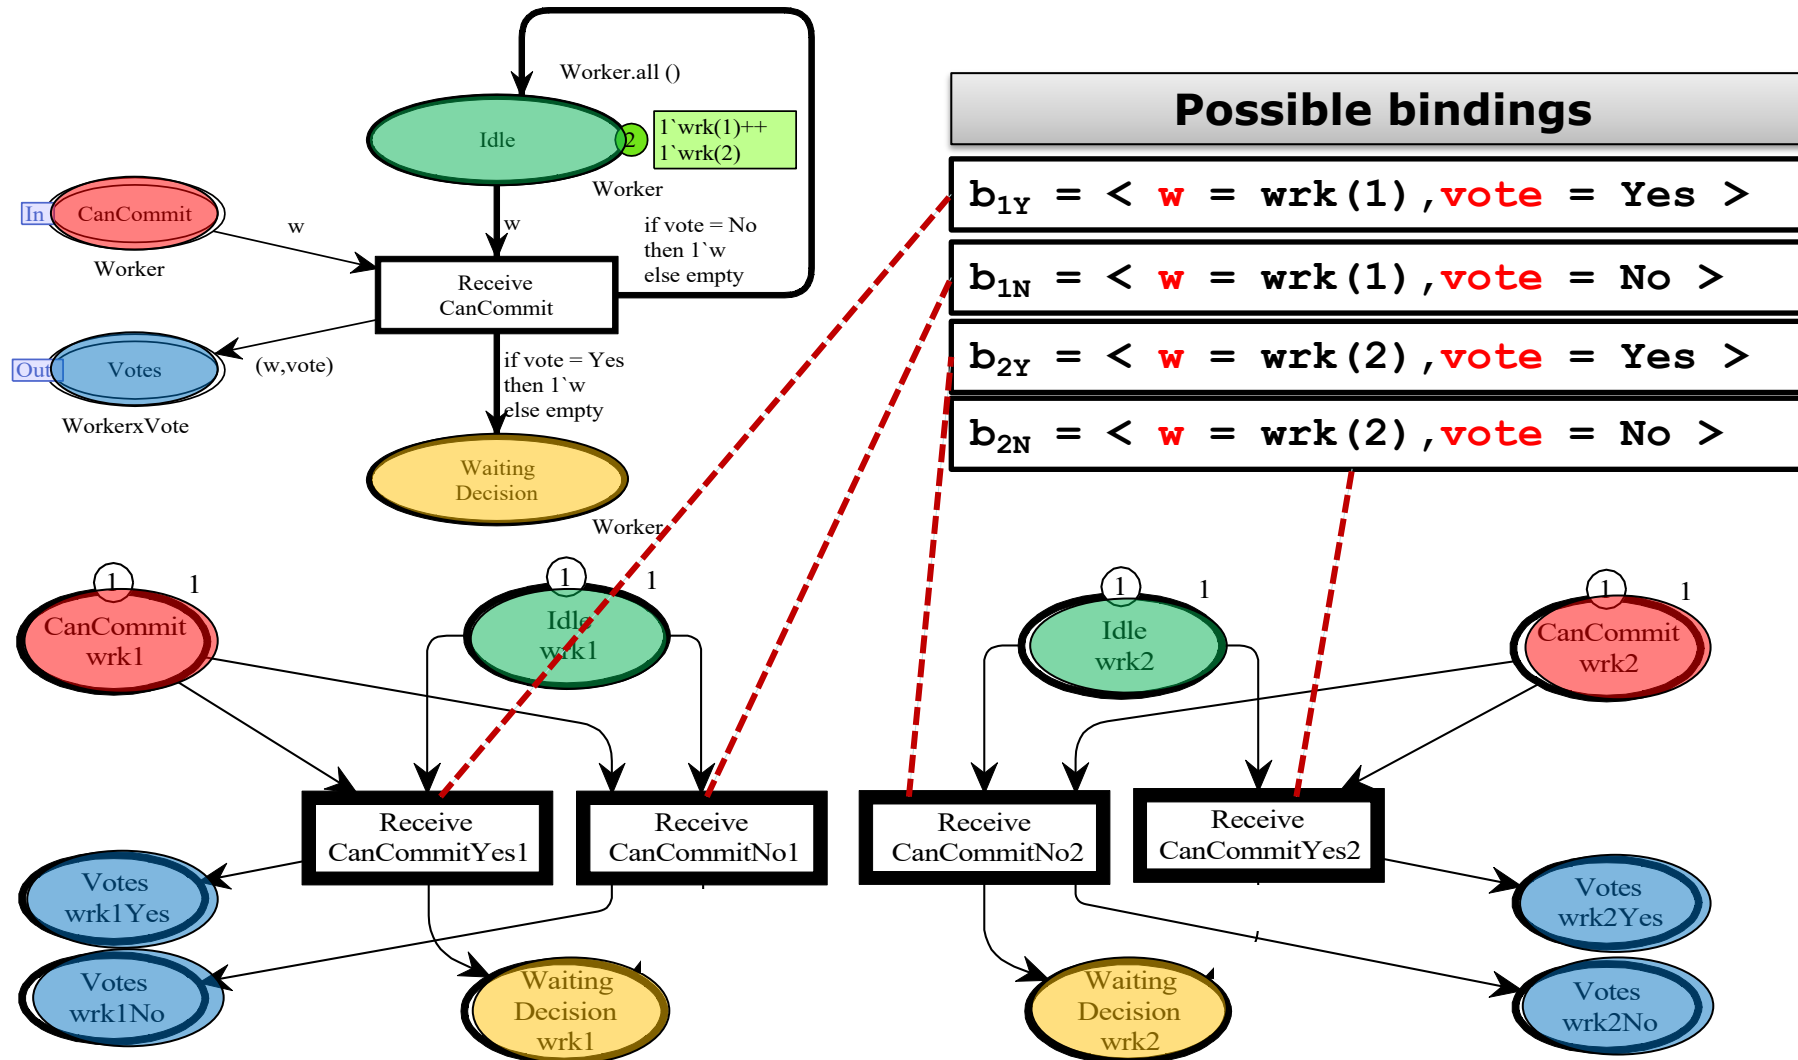 Worker.all ()
Idle
2
1`wrk(1)++
1`wrk(2)
Worker
In
CanCommit
Worker
w
w
if vote = No
then 1`w
else empty
Receive
CanCommit
Out
Votes
WorkerxVote
(w,vote)
if vote = Yes
then 1`w
else empty
Waiting
Decision
Worker
Possible bindings
b1Y = < w = wrk(1),vote = Yes >
b1N = < w = wrk(1),vote = No >
b2Y = < w = wrk(2),vote = Yes >
b2N = < w = wrk(2),vote = No >
1
1
CanCommit
wrk1
1
1
Idle
wrk1
1
1
Idle
wrk2
1
1
CanCommit
wrk2
Receive
CanCommitYes1
Receive
CanCommitNo1
Receive
CanCommitNo2
Receive
CanCommitYes2
Votes
wrk1Yes
Votes
wrk1No
Waiting
Decision
wrk1
Waiting
Decision
wrk2
Votes
wrk2Yes
Votes
wrk2No